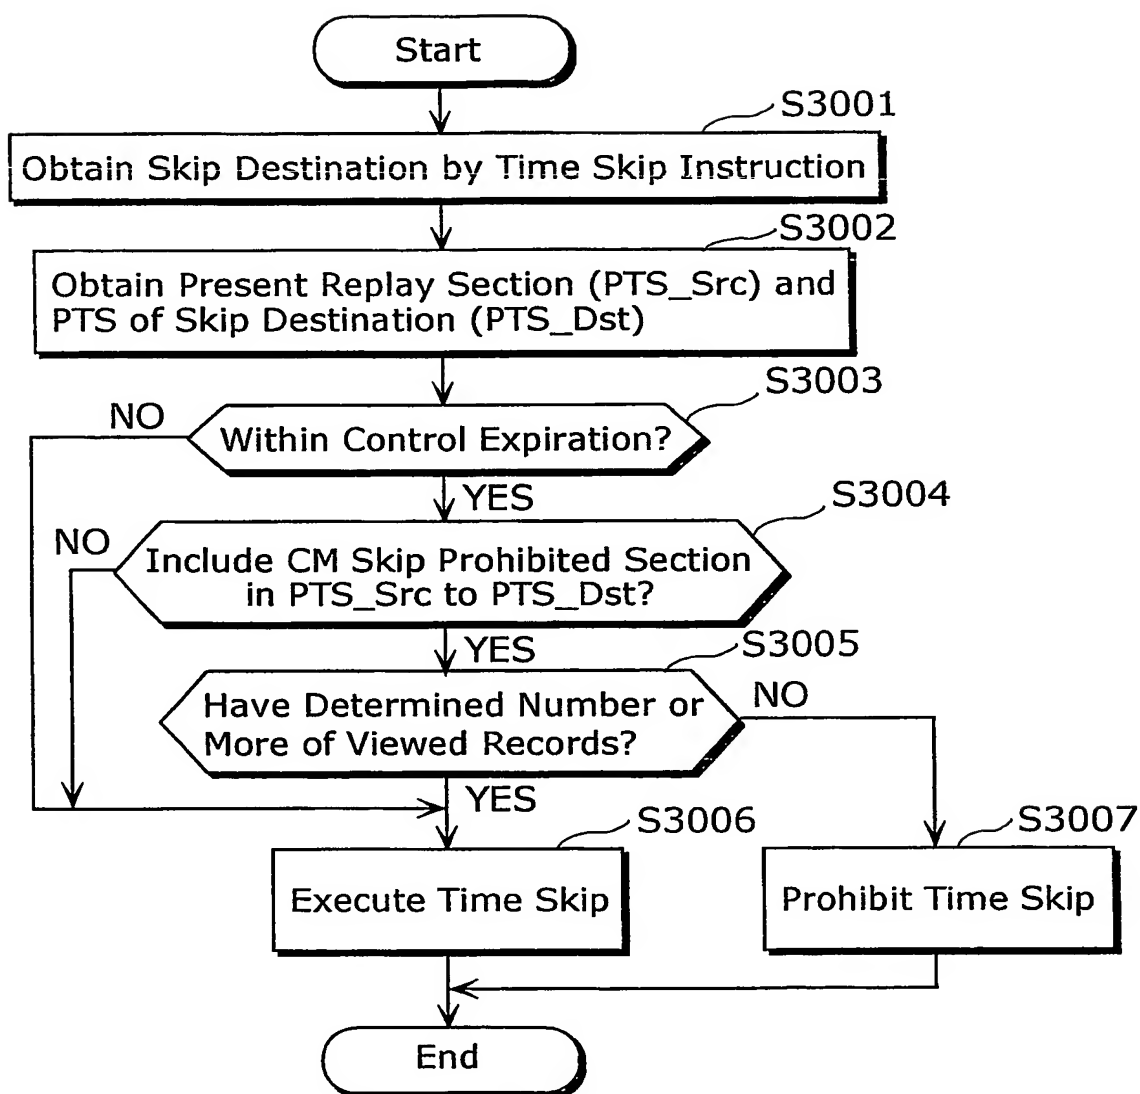 Start
S3001
Obtain Skip Destination by Time Skip Instruction
S3002
Obtain Present Replay Section (PTS_Src) and
PTS of Skip Destination (PTS_Dst)
S3003
NO
Within Control Expiration?
YES
S3004
NO
Include CM Skip Prohibited Section
in PTS_Src to PTS_Dst?
YES
S3005
Have Determined Number or
More of Viewed Records?
NO
YES
S3006
S3007
Execute Time Skip
Prohibit Time Skip
End